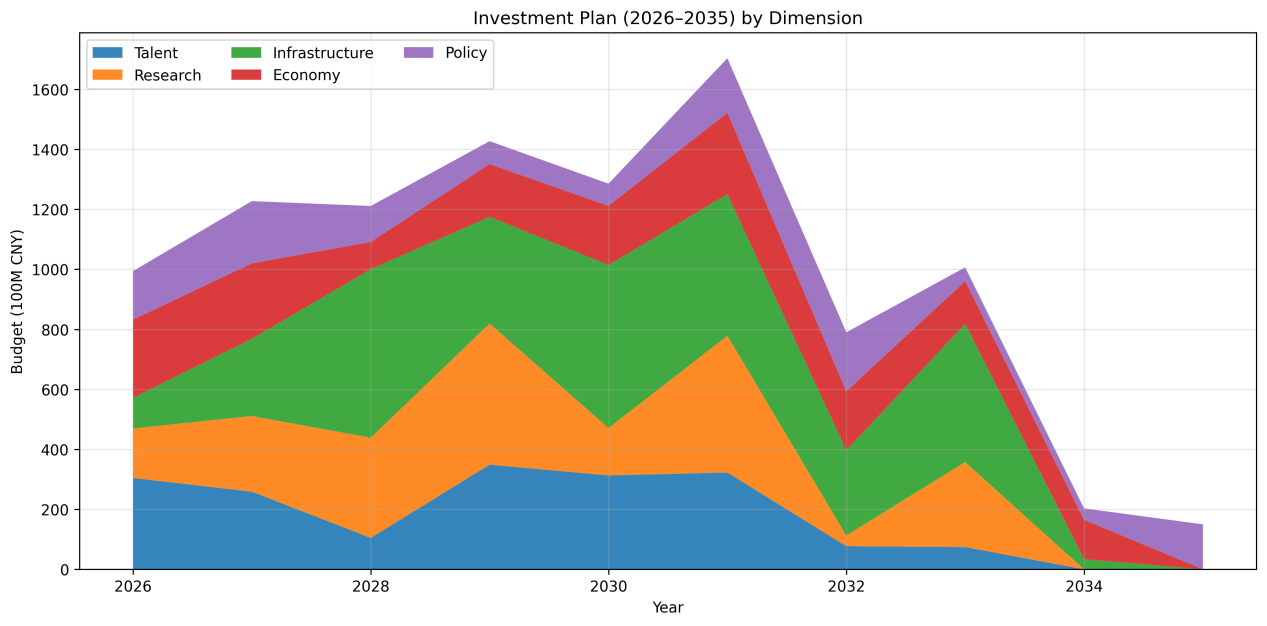 Investment Plan (2026–2035) by Dimension
Talent
Research
Infrastructure
Economy
Policy
Budget (100M CNY)
1600
1400
1200
1000
800
600
400
200
0
2026
2028
2030
2032
2034
Year